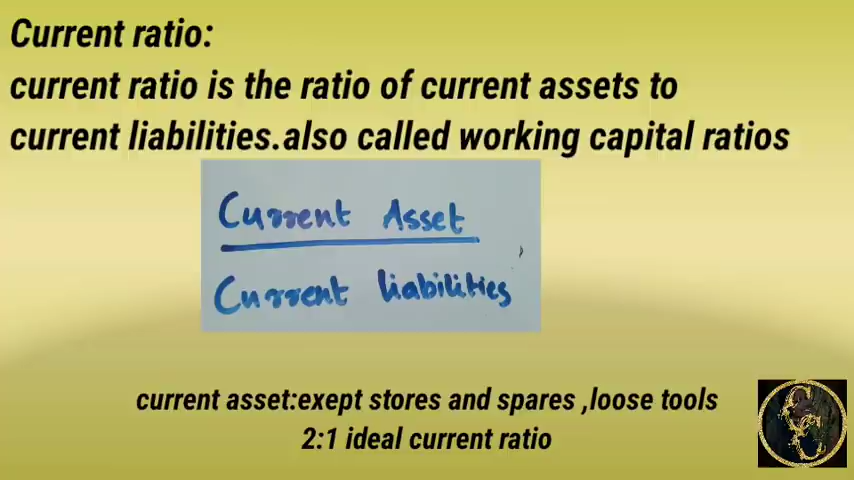 Current ratio:
current ratio is the ratio of current assets to
current liabilities.also called working capital ratios
Current Asset
Current liabilities
current asset:exept stores and spares ,loose tools
2:1 ideal current ratio